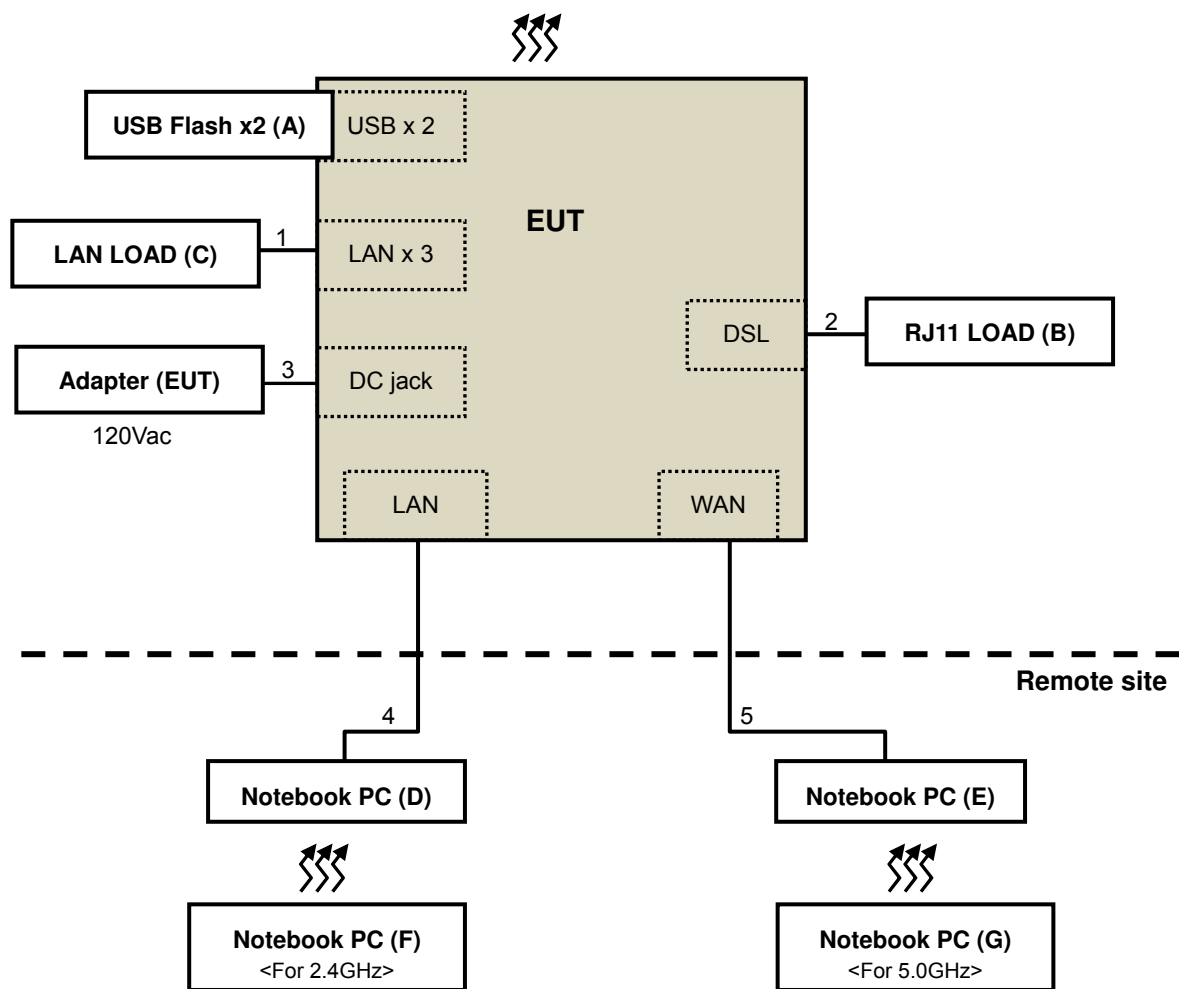 USB Flash x2 (A)
USB x 2
EUT
LAN LOAD (C)
1
LAN x 3
DSL
2
RJ11 LOAD (B)
Adapter (EUT)
3
DC jack
120Vac
LAN
WAN
Remote site
4
5
Notebook PC (D)
Notebook PC (E)
Notebook PC (F)
<For 2.4GHz>
Notebook PC (G)
<For 5.0GHz>